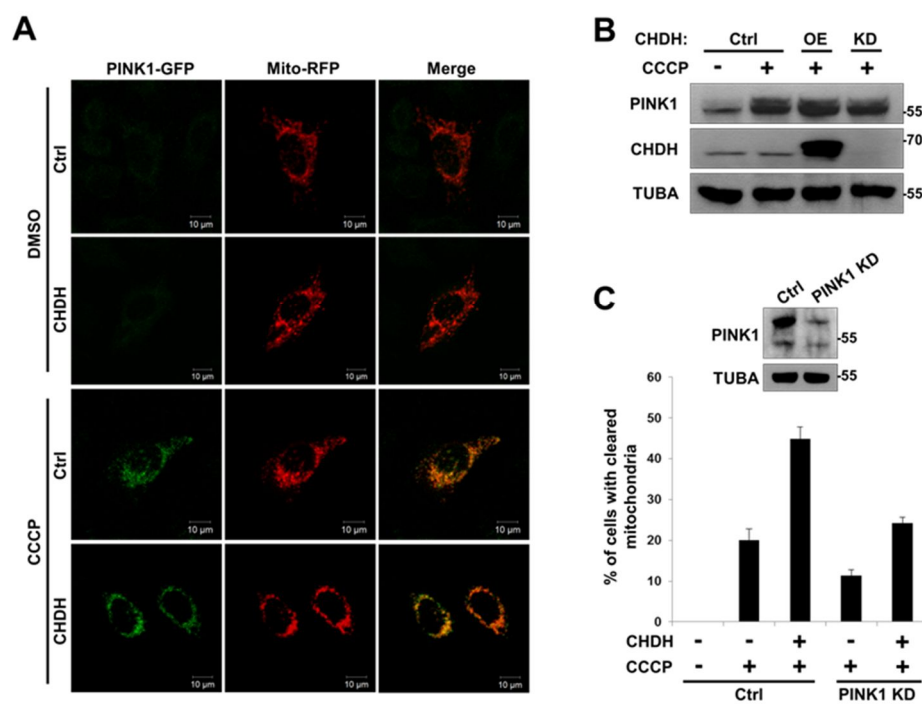 A
PINK1-GFP Mito-RFP Merge
DMSO
Ctrl
10 µm 10 µm 10 µm
CHDH
10 µm 10 µm 10 µm
CCCP
Ctrl
10 µm 10 µm 10 µm
CHDH
10 µm 10 µm 10 µm
B
CHDH: Ctrl OE KD
CCCP - + + +
PINK1 -55
CHDH -70
TUBA -55
C
Ctrl PINK1 KD
PINK1 -55
TUBA -55
% of cells with cleared
mitochondria
60
50
40
30
20
10
0
CHDH - - + - +
CCCP - + + + +
Ctrl PINK1 KD